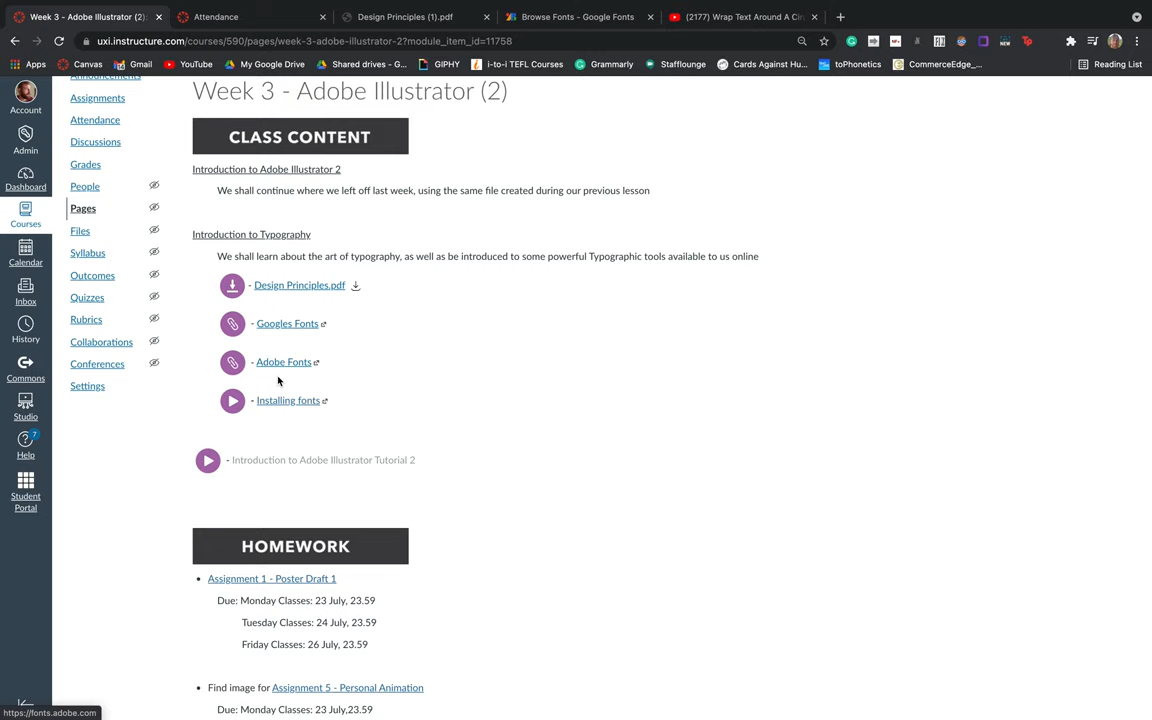 Week 3 - Adobe Illustrator (2):
Attendance
Design Principles (1).pdf
Browse Fonts - Google Fonts
(2177) Wrap Text Around A Cir
uxi.instructure.com/courses/590/pages/week-3-adobe-illustrator-2?module_item_id=11758
Apps
Canvas
Gmail
YouTube
My Google Drive
Shared drives - G...
GIPHY
i-to-i TEFL Courses
Grammarly
Stafflounge
Cards Against Hu...
toPhonetics
CommerceEdge_...
Reading List
Account
Admin
Dashboard
Courses
Calendar
Inbox
History
Commons
Studio
7
Help
Student
Portal
Announcements
Assignments
Attendance
Discussions
Grades
People
Pages
Files
Syllabus
Outcomes
Quizzes
Rubrics
Collaborations
Conferences
Settings
Week 3 - Adobe Illustrator (2)
CLASS CONTENT
Introduction to Adobe Illustrator 2
We shall continue where we left off last week, using the same file created during our previous lesson
Introduction to Typography
We shall learn about the art of typography, as well as be introduced to some powerful Typographic tools available to us online
- Design Principles.pdf
- Googles Fonts
- Adobe Fonts
- Installing fonts
- Introduction to Adobe Illustrator Tutorial 2
HOMEWORK
• Assignment 1 - Poster Draft 1
Due: Monday Classes: 23 July, 23.59
Tuesday Classes: 24 July, 23.59
Friday Classes: 26 July, 23.59
• Find image for Assignment 5 - Personal Animation
Due: Monday Classes: 23 July,23.59
https://fonts.adobe.com